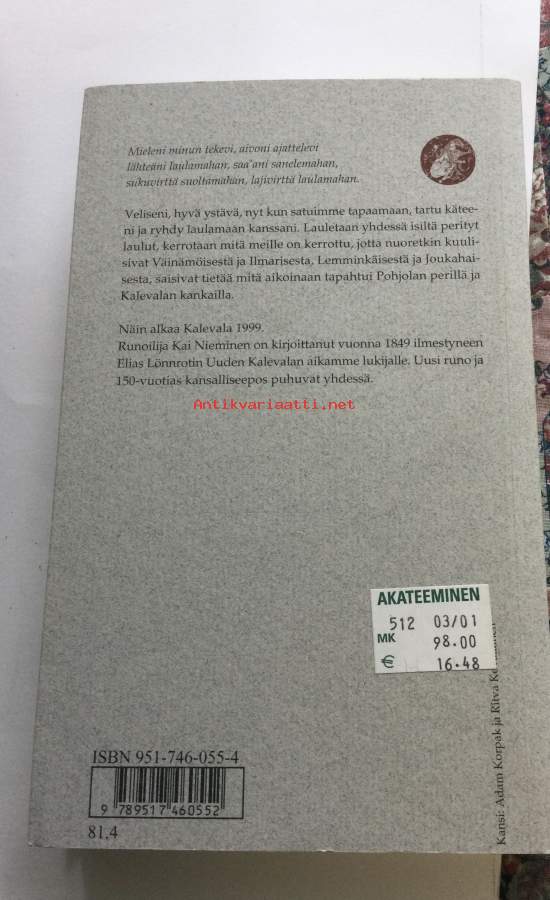 Mieleni minun tekevi, aivoni ajattelevi
lähteäni laulamahan, saa'ani sanelemahan,
sukuvirttä suoltamahan, lajivirttä laulamahan.
Veliseni, hyvä ystävä, nyt kun satuimme tapaamaan, tartu kätee-
ni ja ryhdy laulamaan kanssani. Lauletaan yhdessä isiltä perityt
laulut, kerrotaan mitä meille on kerrottu, jotta nuoretkin kuuli-
sivat Väinämöisestä ja Ilmarisesta, Lemminkäisestä ja Joukahai-
sesta, saisivat tietää mitä aikoinaan tapahtui Pohjolan perillä ja
Kalevalan kankailla.
Näin alkaa Kalevala 1999.
Runoilija Kai Nieminen on kirjoittanut vuonna 1849 ilmestyneen
Elias Lönnrotin Uuden Kalevalan aikamme lukijalle. Uusi runo ja
150-vuotias kansalliseepos puhuvat yhdessä.
Antikvariaatti.net
AKATEEMINEN
512 03/01
MK 98.00
€ 16.48
Kansi: Adam Korpak ja Ritva
ISBN 951-746-055-4
9 789517 460552
81.4